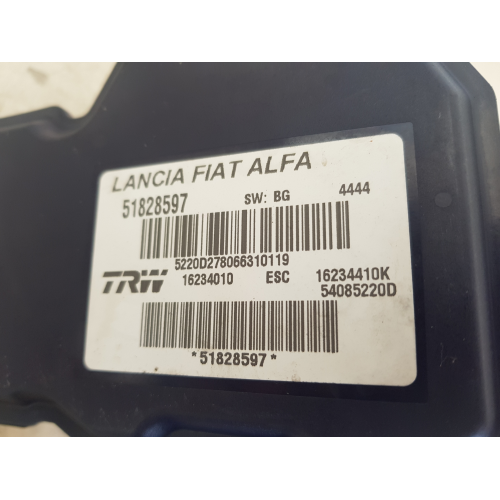 LANCIA FIAT ALFA
51828597 SW: BG 4444
5220D278066310119
TRW 16234010 ESC 16234410K
54085220D
*51828597*